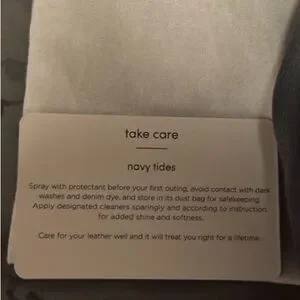 take care
navy tides
Spray with protectant before your first outing, avoid contact with dark
washes and denim dye, and store in its dust bag for safekeeping.
Apply designated cleaners sparingly and according to instruction
for added shine and softness.
Care for your leather well and it will treat you right for a lifetime.